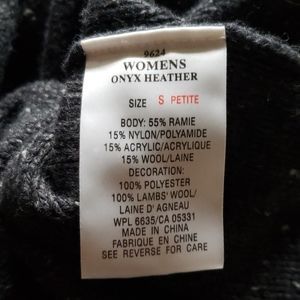 9624
WOMENS
ONYX HEATHER
SIZE S PETITE
BODY: 55% RAMIE
15% NYLON/POLYAMIDE
15% ACRYLIC/ACRYLIQUE
15% WOOL/LAINE
DECORATION:
100% POLYESTER
100% LAMBS' WOOL/
LAINE D'AGNEAU
WPL 6635/CA 05331
MADE IN CHINA
FABRIQUE EN CHINE
SEE REVERSE FOR CARE